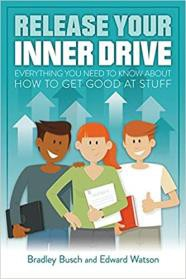 RELEASE YOUR
INNER DRIVE
EVERYTHING YOU NEED TO KNOW ABOUT
HOW TO GET GOOD AT STUFF
Bradley Busch and Edward Watson